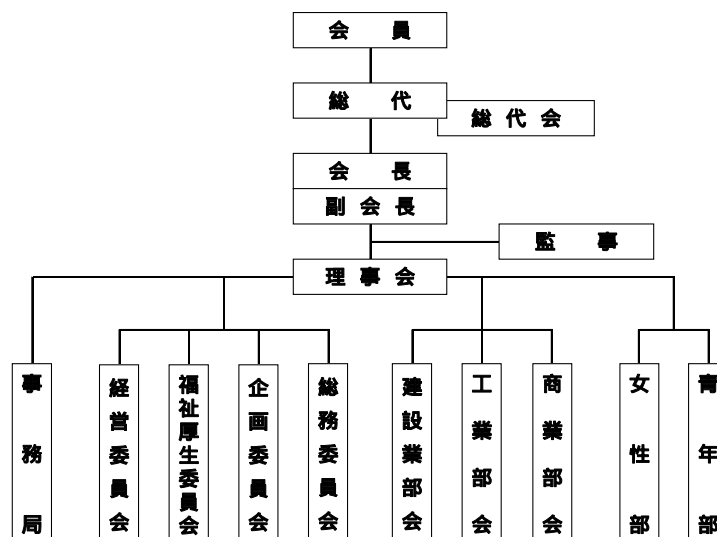 会員
総代
総代会
会長
副会長
監事
理事会
事務局
経営委員会
福祉厚生委員会
企画委員会
総務委員会
建設業部会
工業部会
商業部会
女性部
青年部